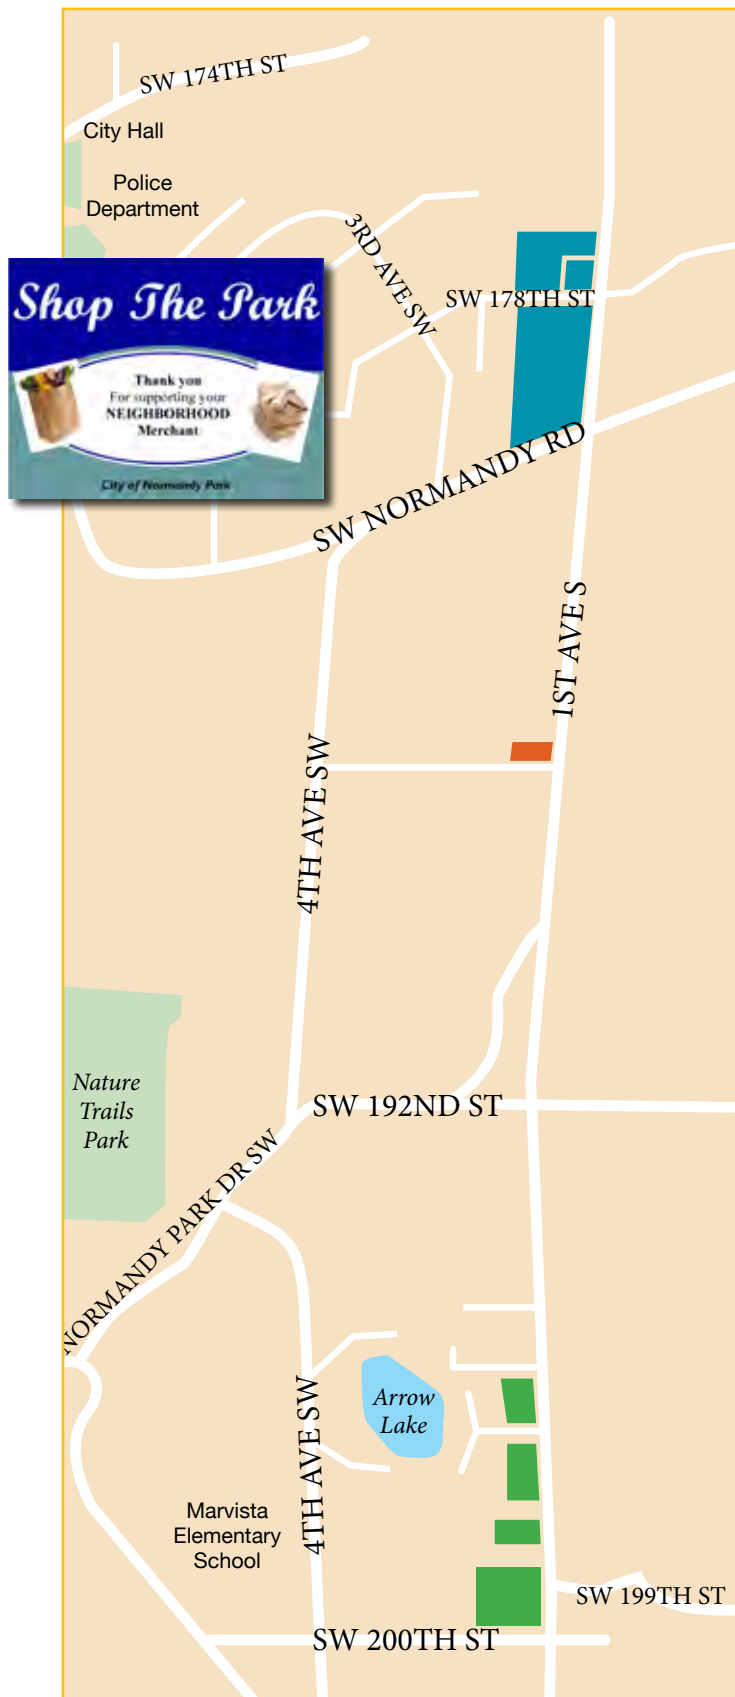 SW 174TH ST
City Hall
Police
Department
3RD AVE SW
SW 178TH ST
Shop The Park
Thank you
For supporting your
NEIGHBORHOOD
Merchant
City of Normandy Park
SW NORMANDY RD
1ST AVE S
4TH AVE SW
Nature
Trails
Park
SW 192ND ST
NORMANDY PARK DR SW
Arrow
Lake
4TH AVE SW
Marvista
Elementary
School
SW 199TH ST
SW 200TH ST